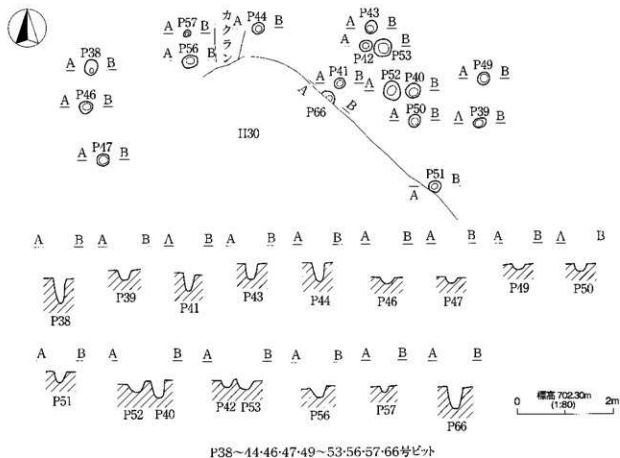 P57
A B
カクラン
P44
A B
P43
P42
A B
P53
P38
A B
P56
A B
P41
A B
P52 P40
A B
P49
A B
P46
A B
P66
A B
P50
A B
P39
A B
H30
P47
A B
P51
A B
A B A B A B A B A B A B A B A B A B
P38 P39 P41 P43 P44 P46 P47 P49 P50
A B A B A B A B A B A B
P51 P52 P40 P42 P53 P56 P57 P66
標高 702.30m
0 (1:80) 2m
P38〜44・46・47・49〜53・56・57・66号ピット